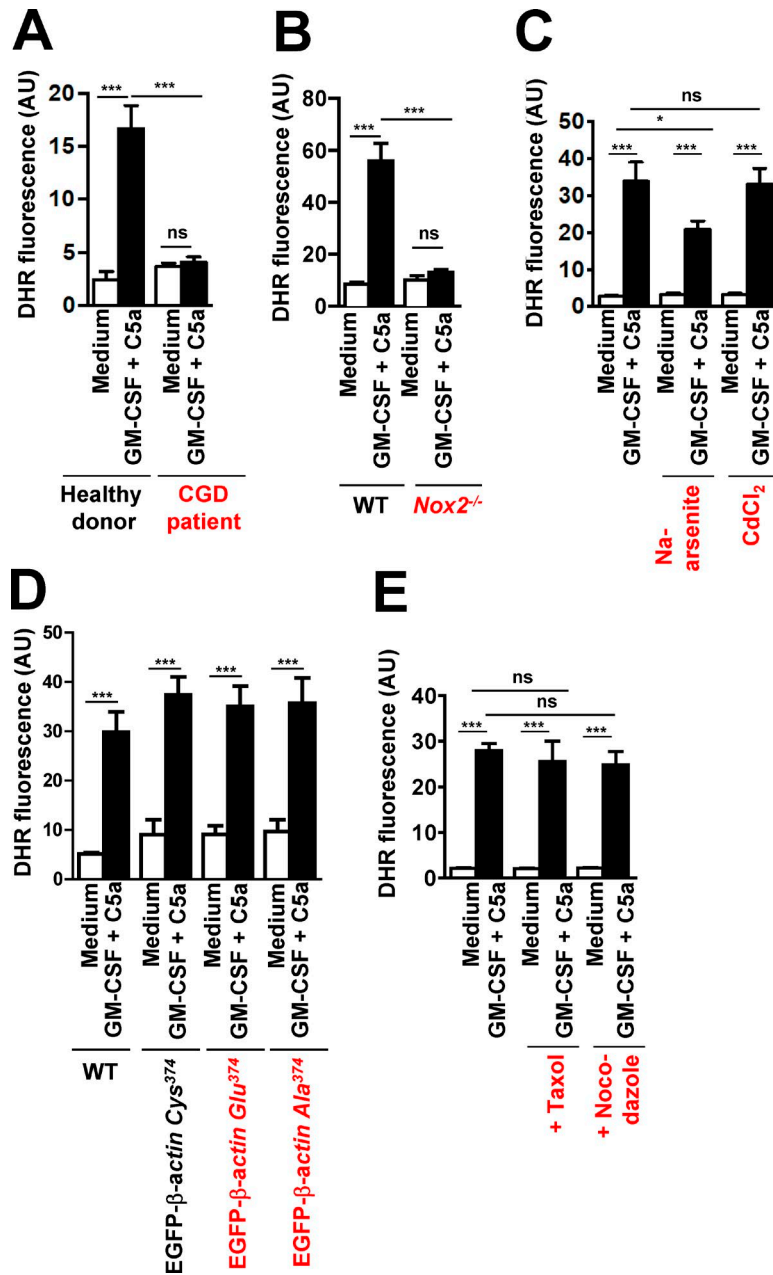 A
DHR fluorescence (AU)
20
15
10
5
0
***
***
ns
Medium
GM-CSF + C5a
Medium
GM-CSF + C5a
Healthy
donor
CGD
patient
B
DHR fluorescence (AU)
80
60
40
20
0
***
***
ns
Medium
GM-CSF + C5a
Medium
GM-CSF + C5a
WT
Nox2-/-
C
DHR fluorescence (AU)
50
40
30
20
10
0
ns
*
***
***
***
Medium
GM-CSF + C5a
Medium
GM-CSF + C5a
Medium
GM-CSF + C5a
Na-
arsenite
CdCl₂
D
DHR fluorescence (AU)
50
40
30
20
10
0
***
***
***
***
Medium
GM-CSF + C5a
Medium
GM-CSF + C5a
Medium
GM-CSF + C5a
Medium
GM-CSF + C5a
WT
EGFP-β-actin Cys³⁷⁴
EGFP-β-actin Glu³⁷⁴
EGFP-β-actin Ala³⁷⁴
E
DHR fluorescence (AU)
40
30
20
10
0
ns
ns
***
***
***
Medium
GM-CSF + C5a
Medium
GM-CSF + C5a
Medium
GM-CSF + C5a
+ Taxol
+ Noco-
dazole